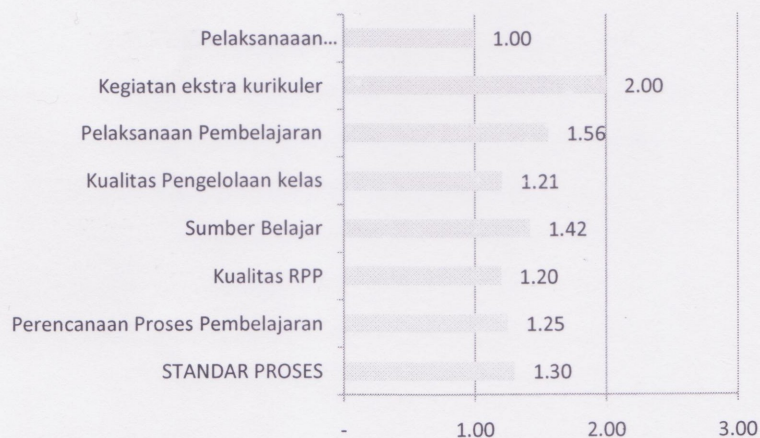 Pelaksanaaan... 1.00
Kegiatan ekstra kurikuler 2.00
Pelaksanaan Pembelajaran 1.56
Kualitas Pengelolaan kelas 1.21
Sumber Belajar 1.42
Kualitas RPP 1.20
Perencanaan Proses Pembelajaran 1.25
STANDAR PROSES 1.30
- 1.00 2.00 3.00